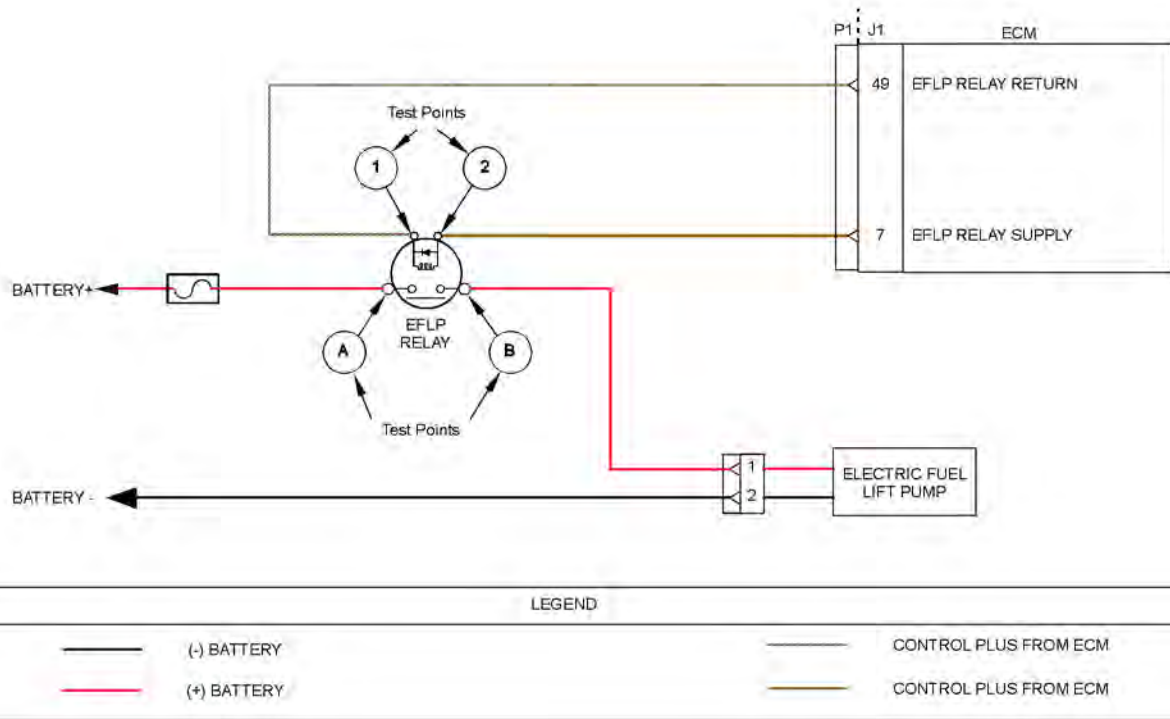 P1 J1 ECM
49 EFLP RELAY RETURN
Test Points
1 2
7 EFLP RELAY SUPPLY
BATTERY+
EFLP
RELAY
A B
Test Points
1
ELECTRIC FUEL
LIFT PUMP
BATTERY -
2
LEGEND
(-) BATTERY CONTROL PLUS FROM ECM
(+) BATTERY CONTROL PLUS FROM ECM